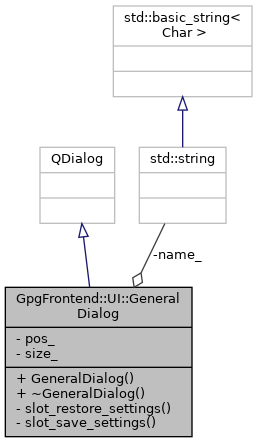 std::basic_string<
Char >
QDialog
std::string
-name_
GpgFrontend::UI::General
Dialog
- pos_
- size_
+ GeneralDialog()
+ ~GeneralDialog()
- slot_restore_settings()
- slot_save_settings()